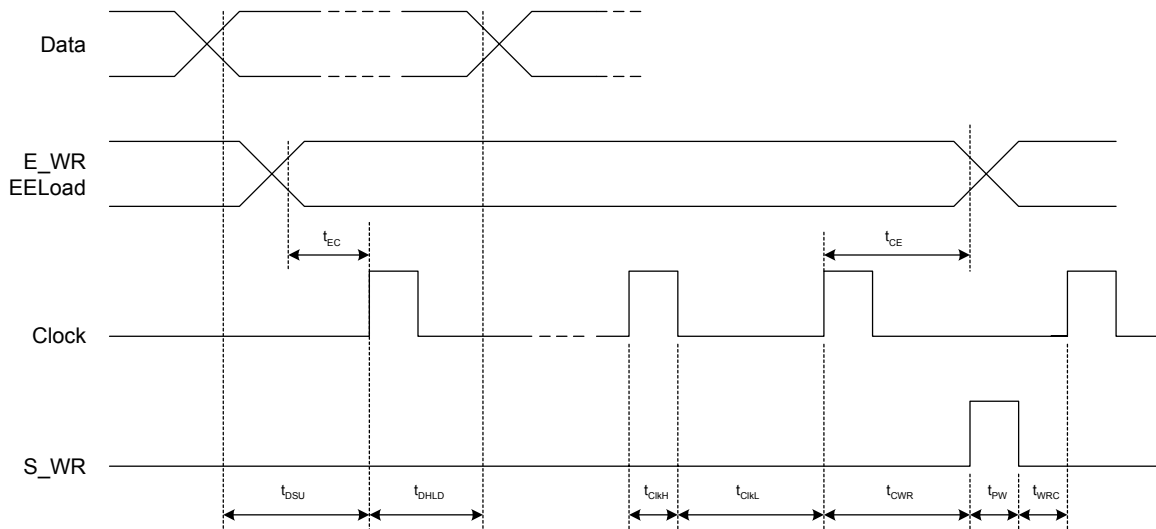 Data
E_WR
EELoad
tEC
tCE
Clock
S_WR
tDSU
tDHLD
tClkH
tClkL
tCWR
tPW
tWRC